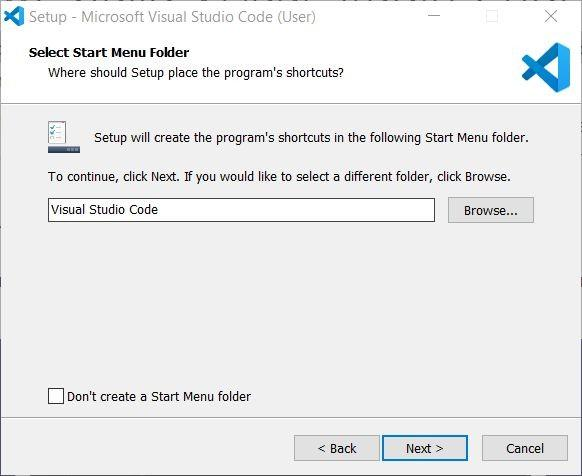 Setup - Microsoft Visual Studio Code (User)
Select Start Menu Folder
Where should Setup place the program's shortcuts?
Setup will create the program's shortcuts in the following Start Menu folder.
To continue, click Next. If you would like to select a different folder, click Browse.
Visual Studio Code
Browse...
Don't create a Start Menu folder
< Back
Next >
Cancel